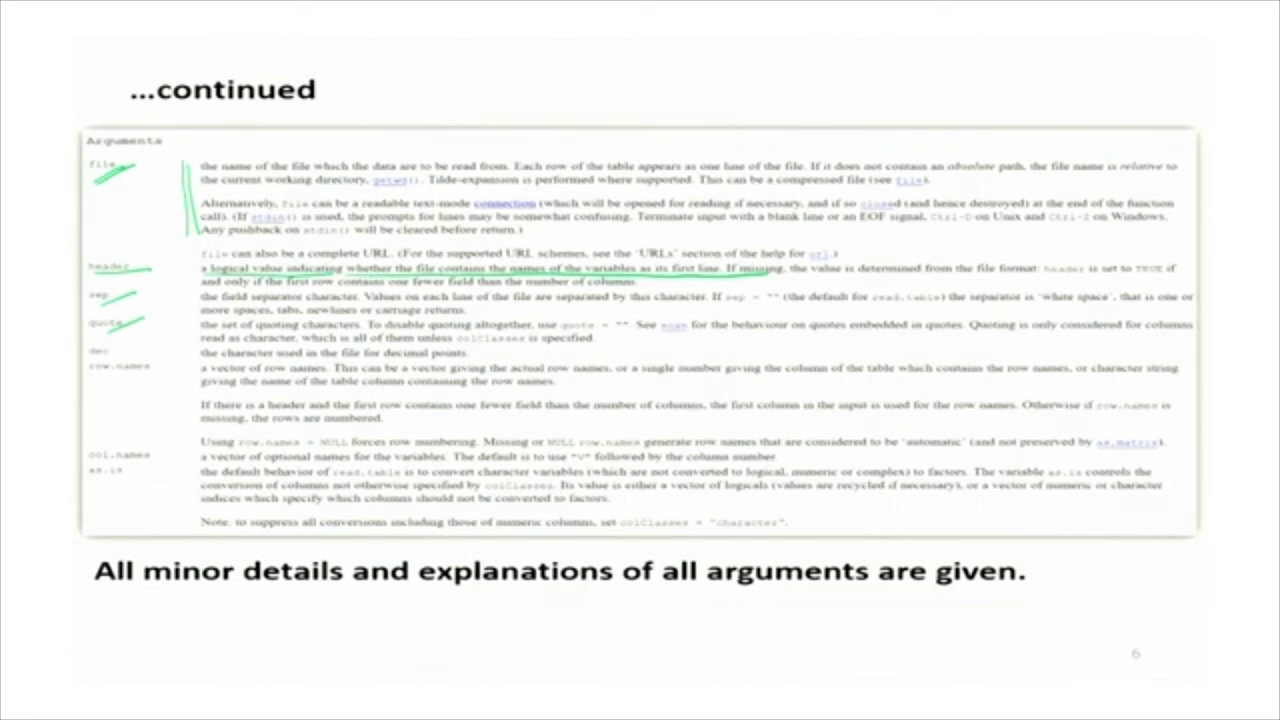 ...continued
Arguments
file
the name of the file which the data are to be read from. Each row of the table appears as one line of the file. If it does not contain an absolute path, the file name is relative to
the current working directory, getwd(). Tilde-expansion is performed where supported. This can be a compressed file (see file).
Alternatively, file can be a readable text-mode connection (which will be opened for reading if necessary, and if so closed (and hence destroyed) at the end of the function
call). (If stdin() is used, the prompts for lines may be somewhat confusing. Terminate input with a blank line or an EOF signal, Ctrl-D on Unix and Ctrl-Z on Windows.
Any pushback on stdin() will be cleared before return.)
file can also be a complete URL. (For the supported URL schemes, see the 'URLs' section of the help for url.)
header
a logical value indicating whether the file contains the names of the variables as its first line. If missing, the value is determined from the file format: header is set to TRUE if
and only if the first row contains one fewer field than the number of columns.
sep
the field separator character. Values on each line of the file are separated by this character. If sep = "" (the default for read.table) the separator is 'white space', that is one or
more spaces, tabs, newlines or carriage returns.
quote
the set of quoting characters. To disable quoting altogether, use quote = "". See scan for the behaviour on quotes embedded in quotes. Quoting is only considered for columns
read as character, which is all of them unless colClasses is specified.
dec
the character used in the file for decimal points.
row.names
a vector of row names. This can be a vector giving the actual row names, or a single number giving the column of the table which contains the row names, or character string
giving the name of the table column containing the row names.
If there is a header and the first row contains one fewer field than the number of columns, the first column in the input is used for the row names. Otherwise if row.names is
missing, the rows are numbered.
Using row.names = NULL forces row numbering. Missing or NULL row.names generate row names that are considered to be 'automatic' (and not preserved by as.matrix).
col.names
a vector of optional names for the variables. The default is to use "V" followed by the column number.
as.is
the default behavior of read.table is to convert character variables (which are not converted to logical, numeric or complex) to factors. The variable as.is controls the
conversion of columns not otherwise specified by colClasses. Its value is either a vector of logicals (values are recycled if necessary), or a vector of numeric or character
indices which specify which columns should not be converted to factors.
Note: to suppress all conversions including those of numeric columns, set colClasses = "character".
All minor details and explanations of all arguments are given.
6